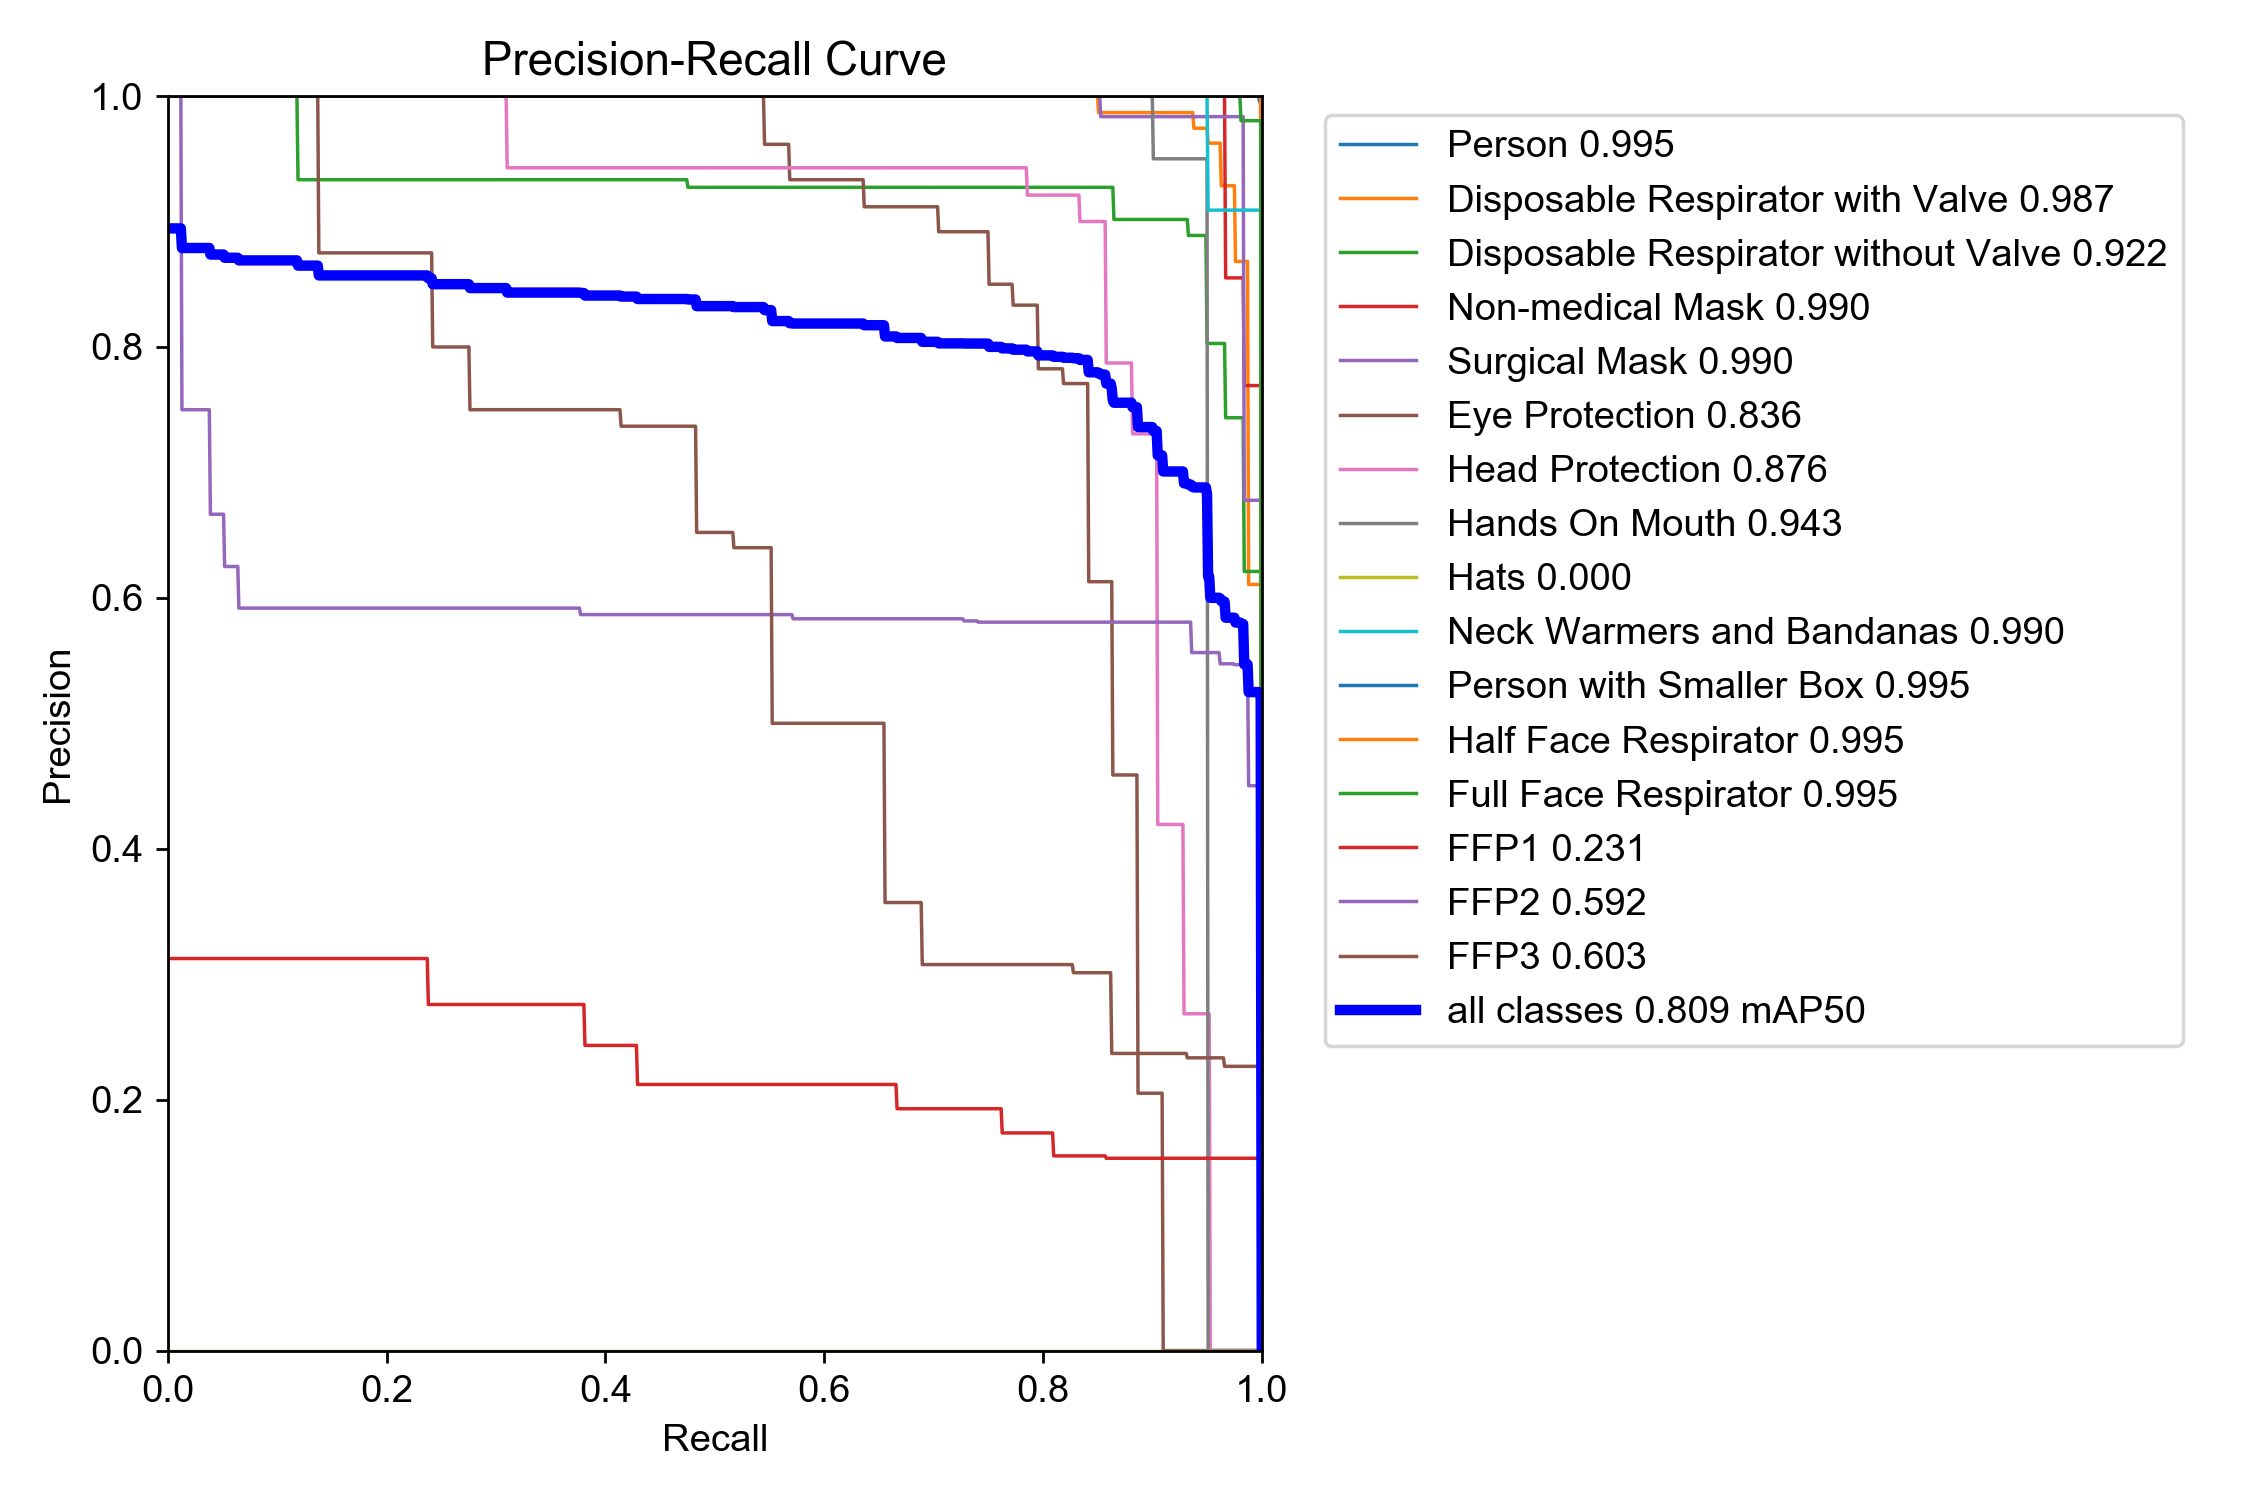 Precision-Recall Curve
1.0
0.8
0.6
0.4
0.2
0.0
Precision
0.0 0.2 0.4 0.6 0.8 1.0
Recall
Person 0.995
Disposable Respirator with Valve 0.987
Disposable Respirator without Valve 0.922
Non-medical Mask 0.990
Surgical Mask 0.990
Eye Protection 0.836
Head Protection 0.876
Hands On Mouth 0.943
Hats 0.000
Neck Warmers and Bandanas 0.990
Person with Smaller Box 0.995
Half Face Respirator 0.995
Full Face Respirator 0.995
FFP1 0.231
FFP2 0.592
FFP3 0.603
all classes 0.809 mAP50